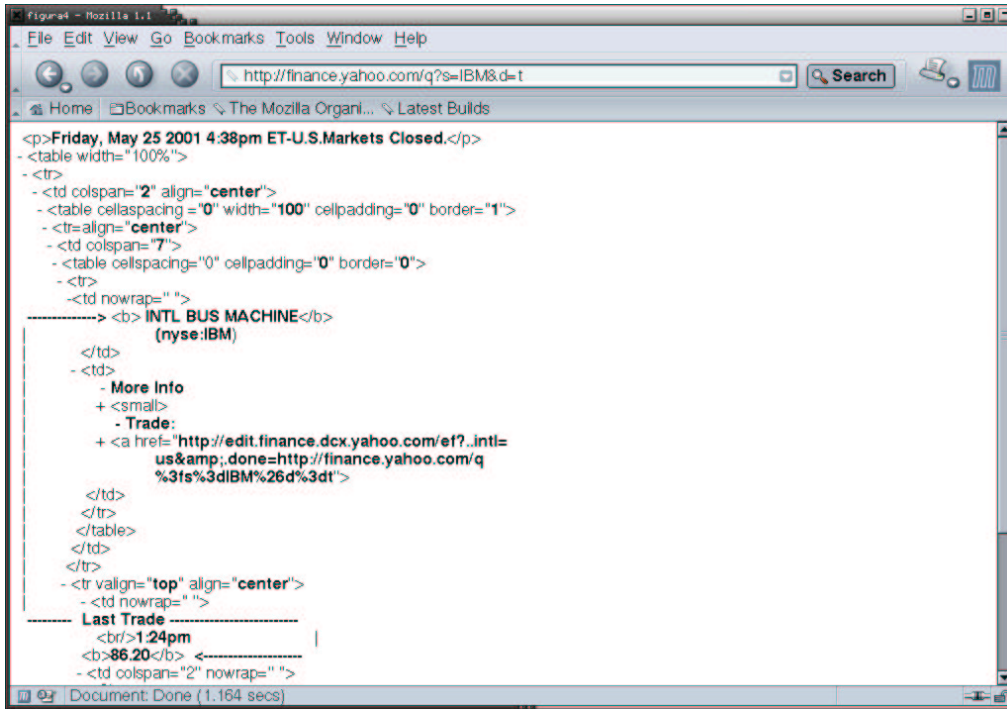 figura4 - Mozilla 1.1
File Edit View Go Bookmarks Tools Window Help
http://finance.yahoo.com/q?s=IBM&d=t Search
Home Bookmarks The Mozilla Organi... Latest Builds
<p>Friday, May 25 2001 4:38pm ET-U.S.Markets Closed.</p>
- <table width="100%">
- <tr>
- <td colspan="2" align="center">
- <table cellaspacing ="0" width="100" cellpadding="0" border="1">
- <tr=align="center">
- <td colspan="7">
- <table cellspacing="0" cellpadding="0" border="0">
- <tr>
-<td nowrap=" ">
--------------> <b> INTL BUS MACHINE</b>
(nyse:IBM)
</td>
- <td>
- More Info
+ <small>
- Trade:
+ <a href="http://edit.finance.dcx.yahoo.com/ef?..intl=
us&amp;.done=http://finance.yahoo.com/q
%3fs%3dIBM%26d%3dt">
</td>
</tr>
</table>
</td>
</tr>
- <tr valign="top" align="center">
- <td nowrap=" ">
--------- Last Trade --------------------------
<br/>1:24pm |
<b>86.20</b> <--------------------
- <td colspan="2" nowrap=" ">
Document: Done (1.164 secs)